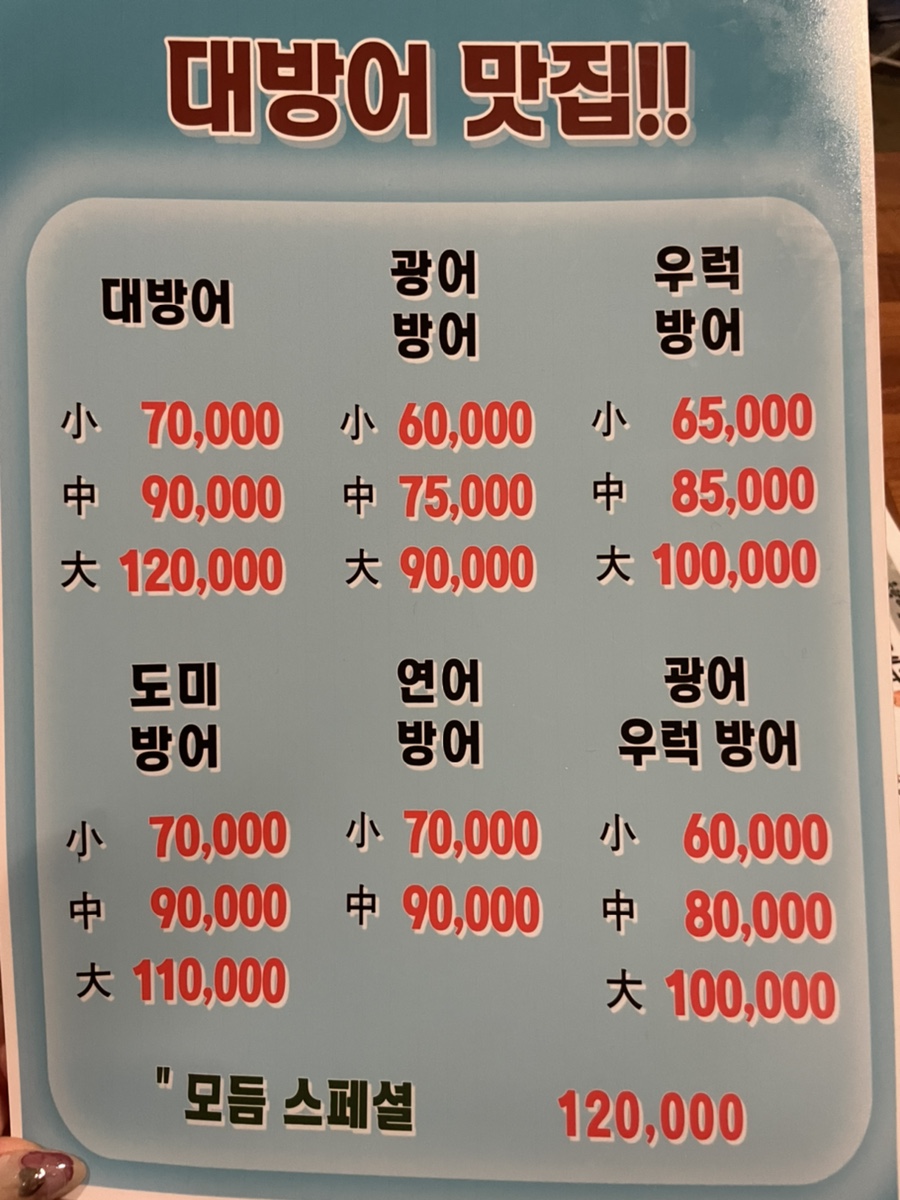 대방어 맛집!!
대방어
小 70,000
中 90,000
大 120,000
광어
방어
小 60,000
中 75,000
大 90,000
우럭
방어
小 65,000
中 85,000
大 100,000
도미
방어
小 70,000
中 90,000
大 110,000
연어
방어
小 70,000
中 90,000
광어
우럭 방어
小 60,000
中 80,000
大 100,000
" 모듬 스페셜 120,000